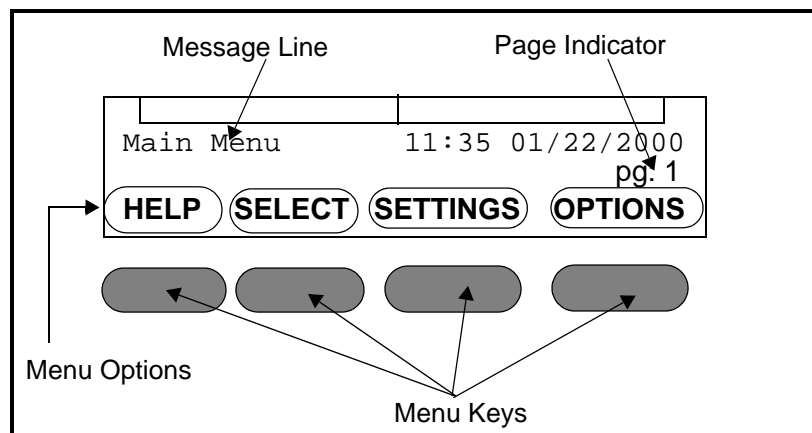 Message Line Page Indicator
Main Menu 11:35 01/22/2000
pg. 1
HELP SELECT SETTINGS OPTIONS
Menu Options
Menu Keys